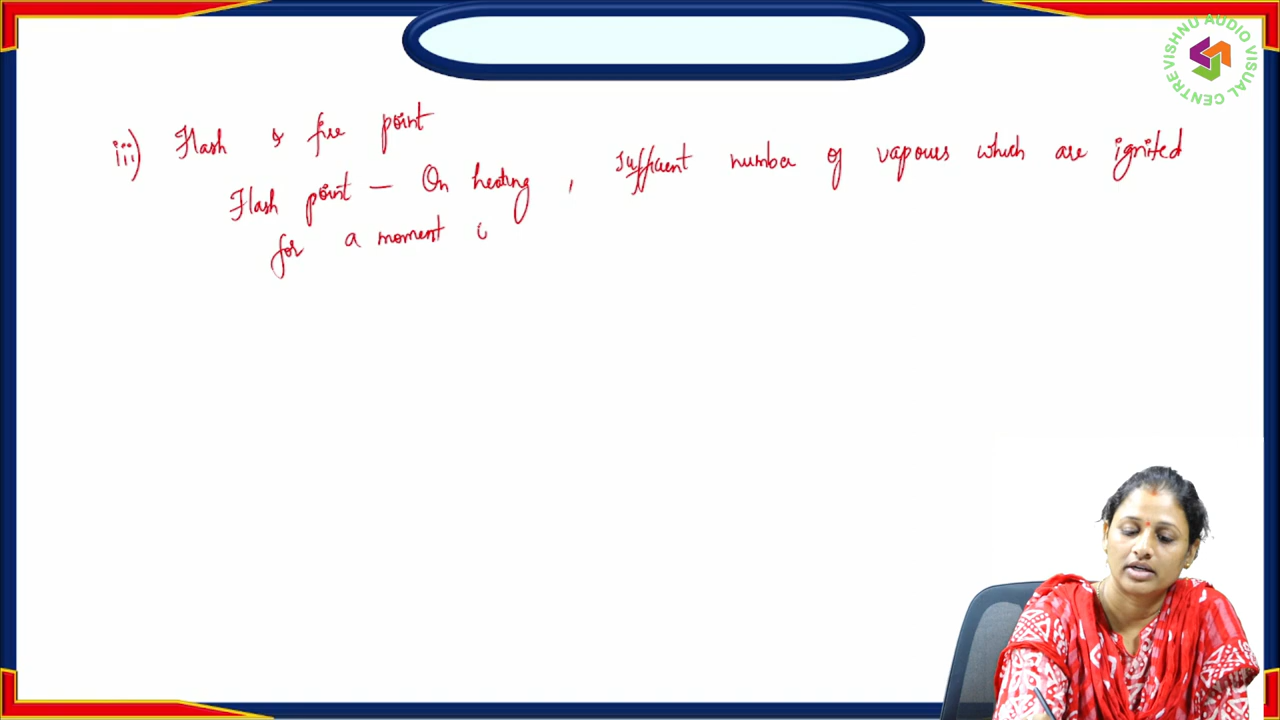 iii) Flash & fire point
Flash point - On heating, sufficient number of vapours which are ignited
for a moment
VISHNU AUDIO VISUAL CENTRE